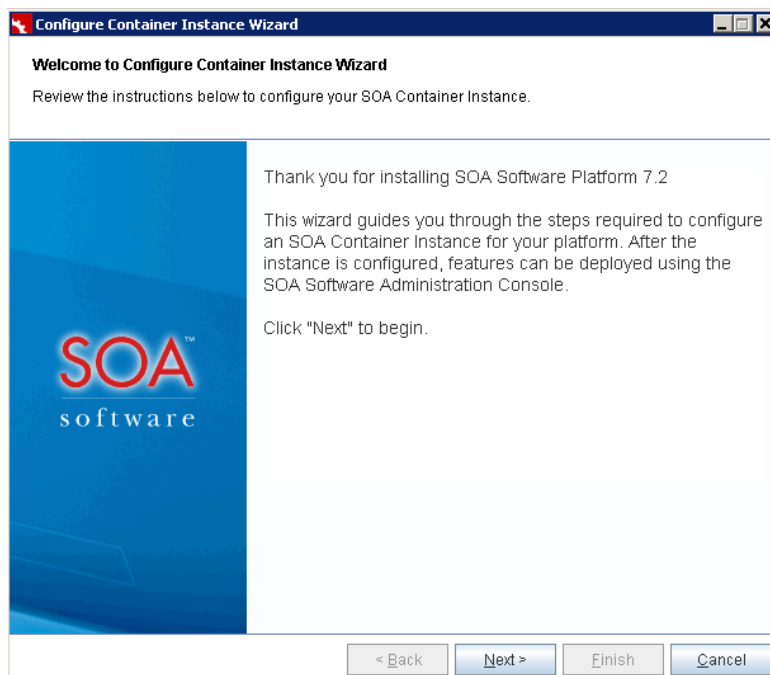 Configure Container Instance Wizard
Welcome to Configure Container Instance Wizard
Review the instructions below to configure your SOA Container Instance.
Thank you for installing SOA Software Platform 7.2
This wizard guides you through the steps required to configure
an SOA Container Instance for your platform. After the
instance is configured, features can be deployed using the
SOA Software Administration Console.
Click "Next" to begin.
SOA™
software
< Back
Next >
Finish
Cancel